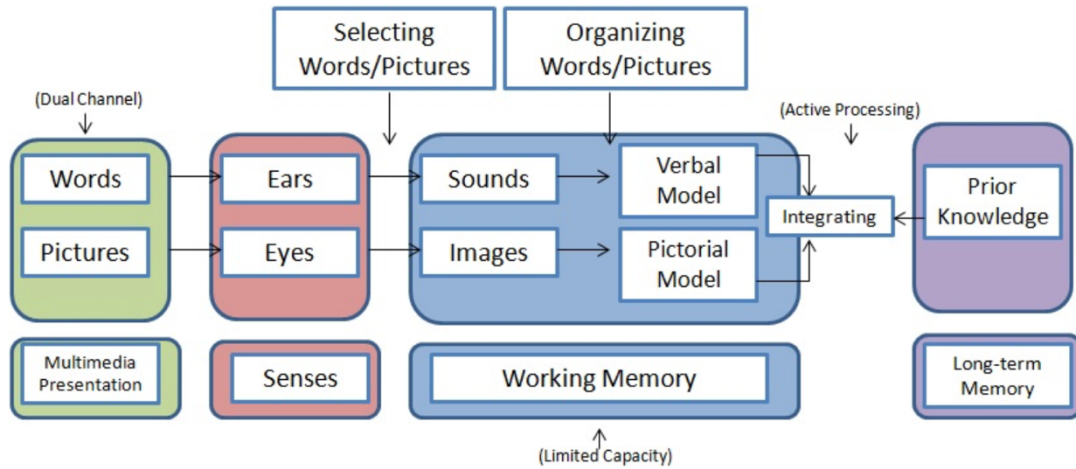 Selecting
Words/Pictures
Organizing
Words/Pictures
(Dual Channel)
(Active Processing)
Words
Ears
Sounds
Verbal
Model
Integrating
Prior
Knowledge
Pictures
Eyes
Images
Pictorial
Model
Multimedia
Presentation
Senses
Working Memory
Long-term
Memory
(Limited Capacity)